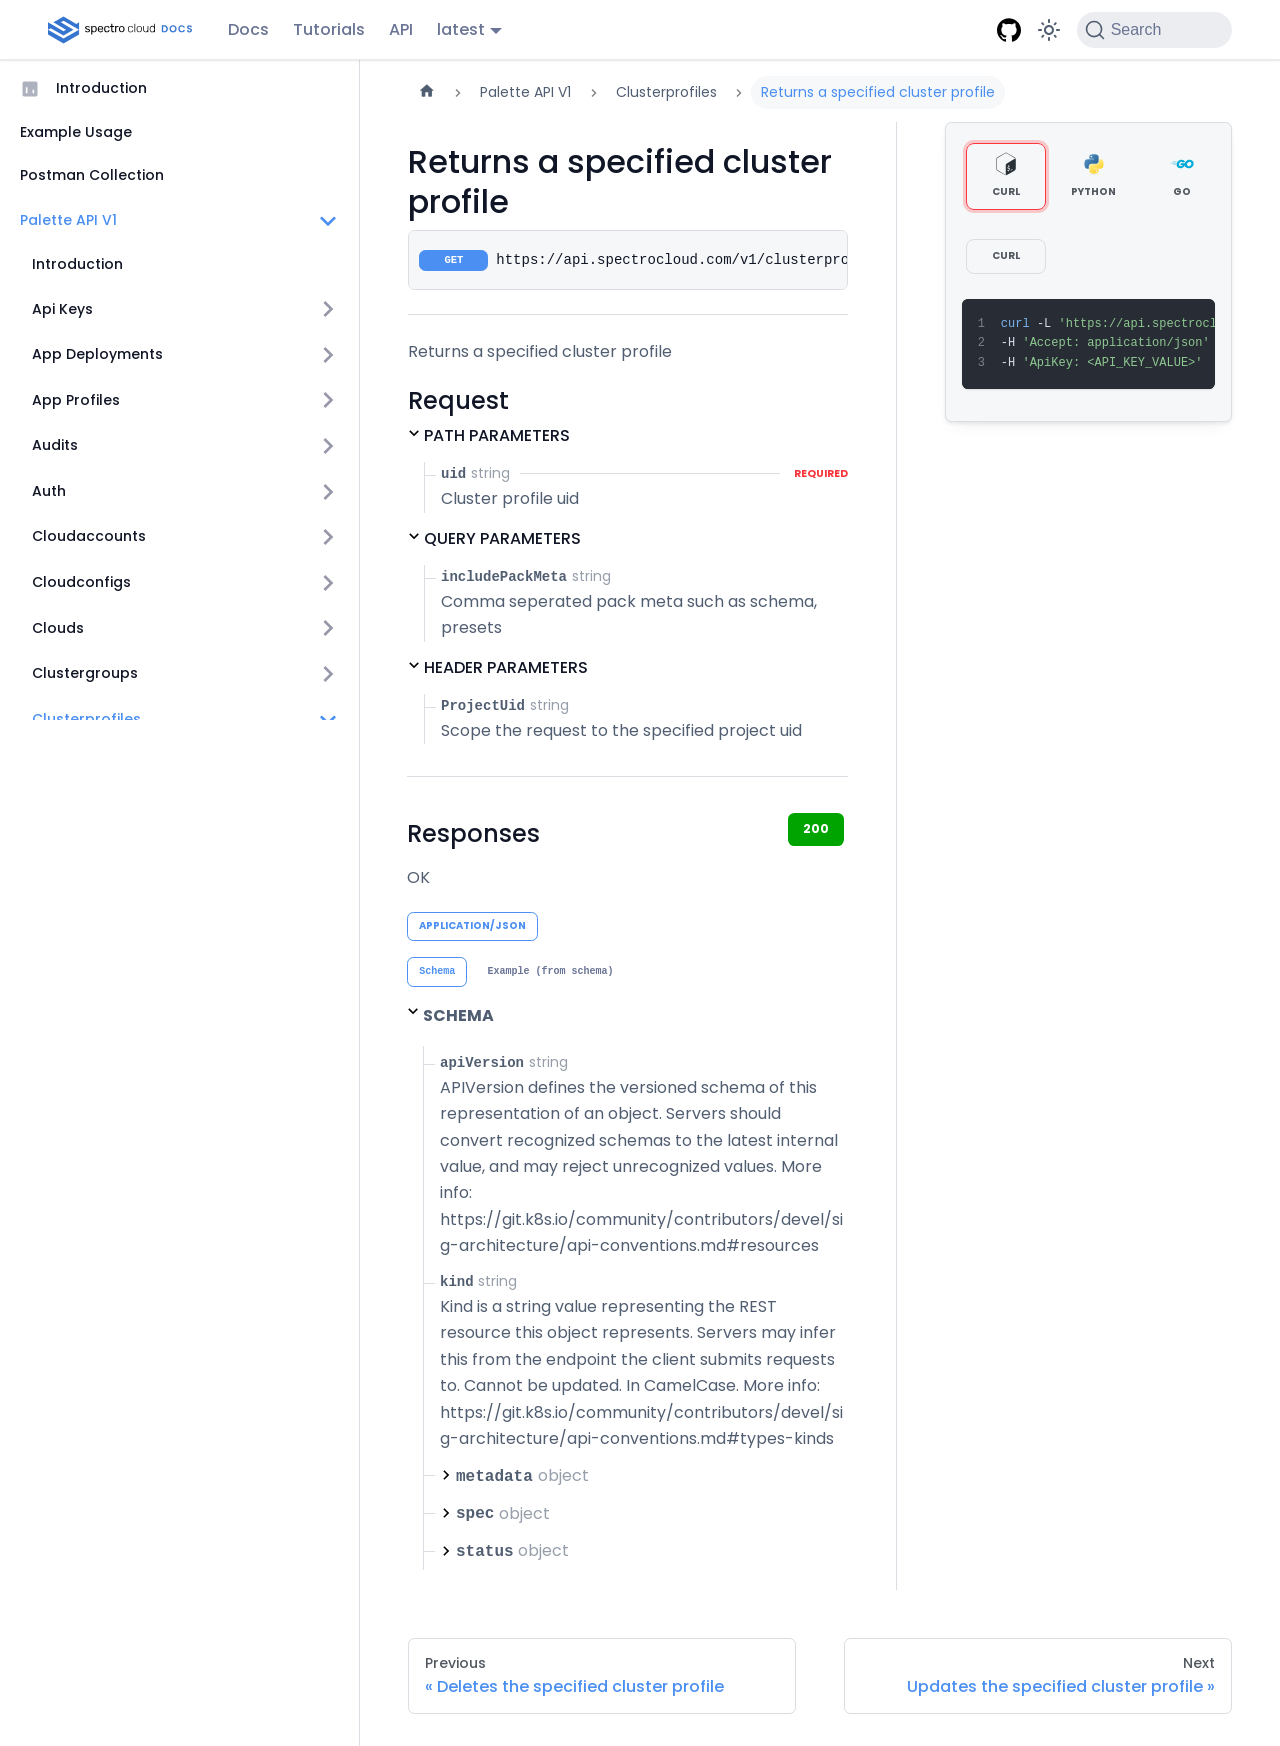 spectro cloud DOCS
Docs
Tutorials
API
latest
Search
Introduction
Example Usage
Postman Collection
Palette API V1
Introduction
Api Keys
App Deployments
App Profiles
Audits
Auth
Cloudaccounts
Cloudconfigs
Clouds
Clustergroups
Clusterprofiles
Palette API V1
Clusterprofiles
Returns a specified cluster profile
Returns a specified cluster
profile
GET https://api.spectrocloud.com/v1/clusterpro
Returns a specified cluster profile
Request
PATH PARAMETERS
uid string REQUIRED
Cluster profile uid
QUERY PARAMETERS
includePackMeta string
Comma seperated pack meta such as schema,
presets
HEADER PARAMETERS
ProjectUid string
Scope the request to the specified project uid
Responses
200
OK
APPLICATION/JSON
Schema
Example (from schema)
SCHEMA
apiVersion string
APIVersion defines the versioned schema of this
representation of an object. Servers should
convert recognized schemas to the latest internal
value, and may reject unrecognized values. More
info:
https://git.k8s.io/community/contributors/devel/si
g-architecture/api-conventions.md#resources
kind string
Kind is a string value representing the REST
resource this object represents. Servers may infer
this from the endpoint the client submits requests
to. Cannot be updated. In CamelCase. More info:
https://git.k8s.io/community/contributors/devel/si
g-architecture/api-conventions.md#types-kinds
metadata object
spec object
status object
CURL
PYTHON
GO
CURL
1 curl -L 'https://api.spectrocl
2 -H 'Accept: application/json'
3 -H 'ApiKey: <API_KEY_VALUE>'
Previous
« Deletes the specified cluster profile
Next
Updates the specified cluster profile »